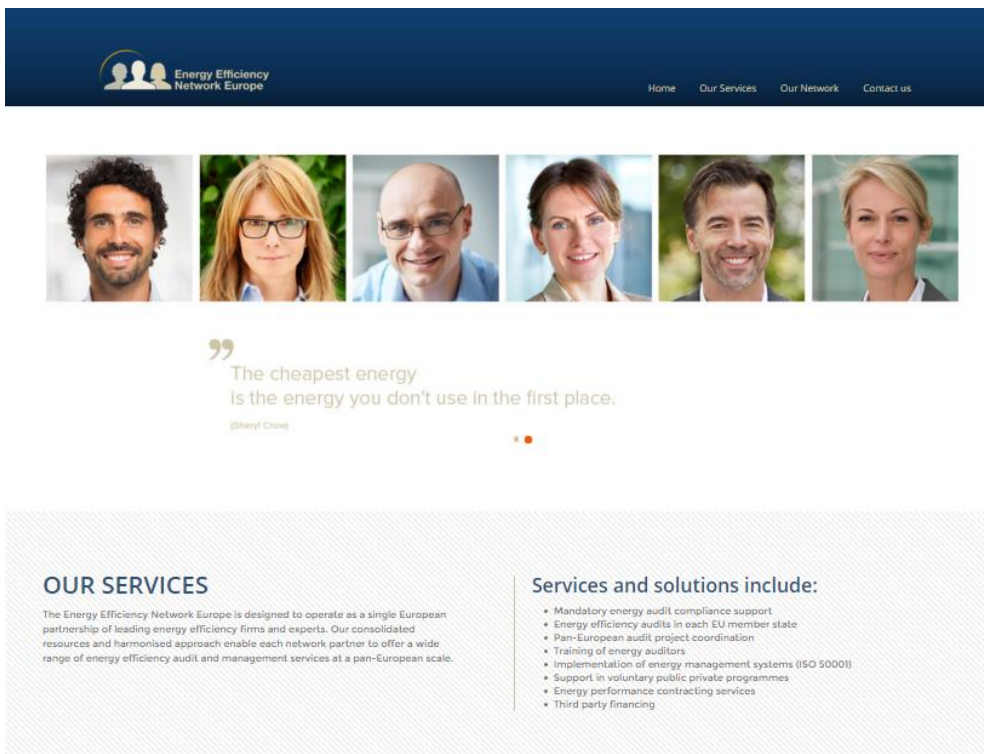 Energy Efficiency
Network Europe
Home Our Services Our Network Contact us
”
The cheapest energy
is the energy you don't use in the first place.
(Sheryl Crow)
OUR SERVICES
The Energy Efficiency Network Europe is designed to operate as a single European
partnership of leading energy efficiency firms and experts. Our consolidated
resources and harmonised approach enable each network partner to offer a wide
range of energy efficiency audit and management services at a pan-European scale.
Services and solutions include:
• Mandatory energy audit compliance support
• Energy efficiency audits in each EU member state
• Pan-European audit project coordination
• Training of energy auditors
• Implementation of energy management systems (ISO 50001)
• Support in voluntary public private programmes
• Energy performance contracting services
• Third party financing